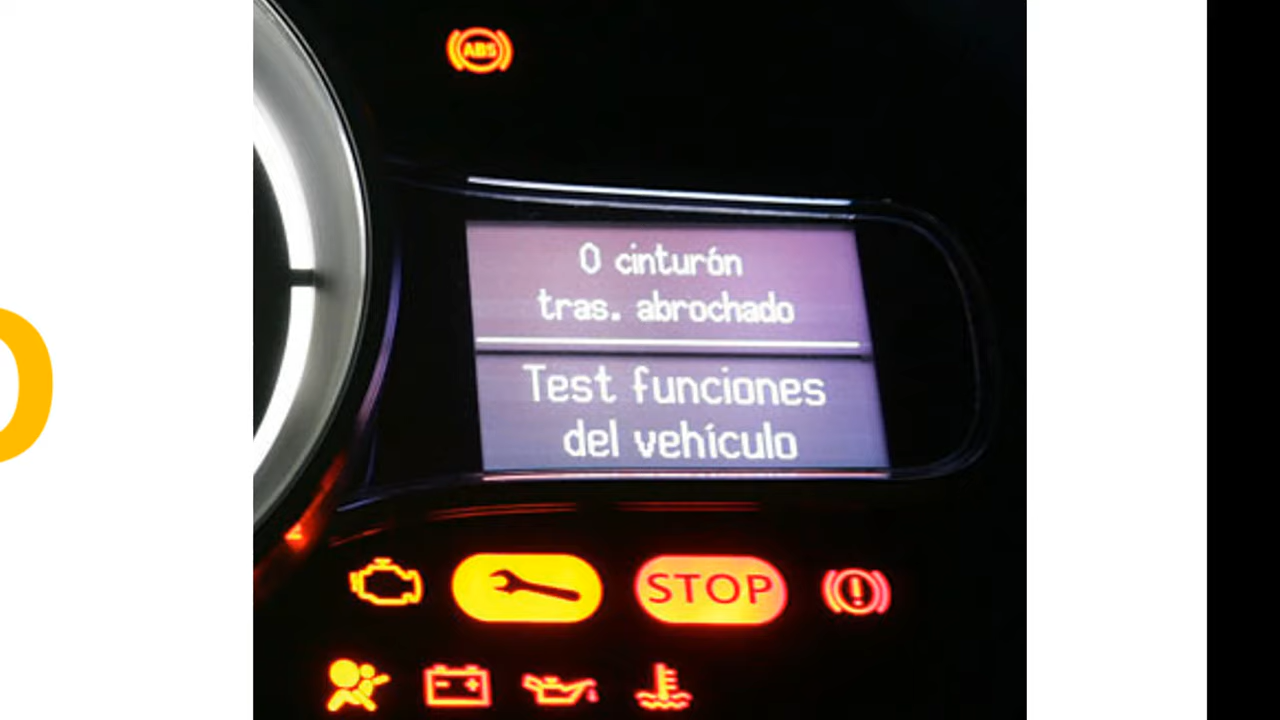 ABS
0 cinturón
tras. abrochado
Test funciones
del vehículo
STOP